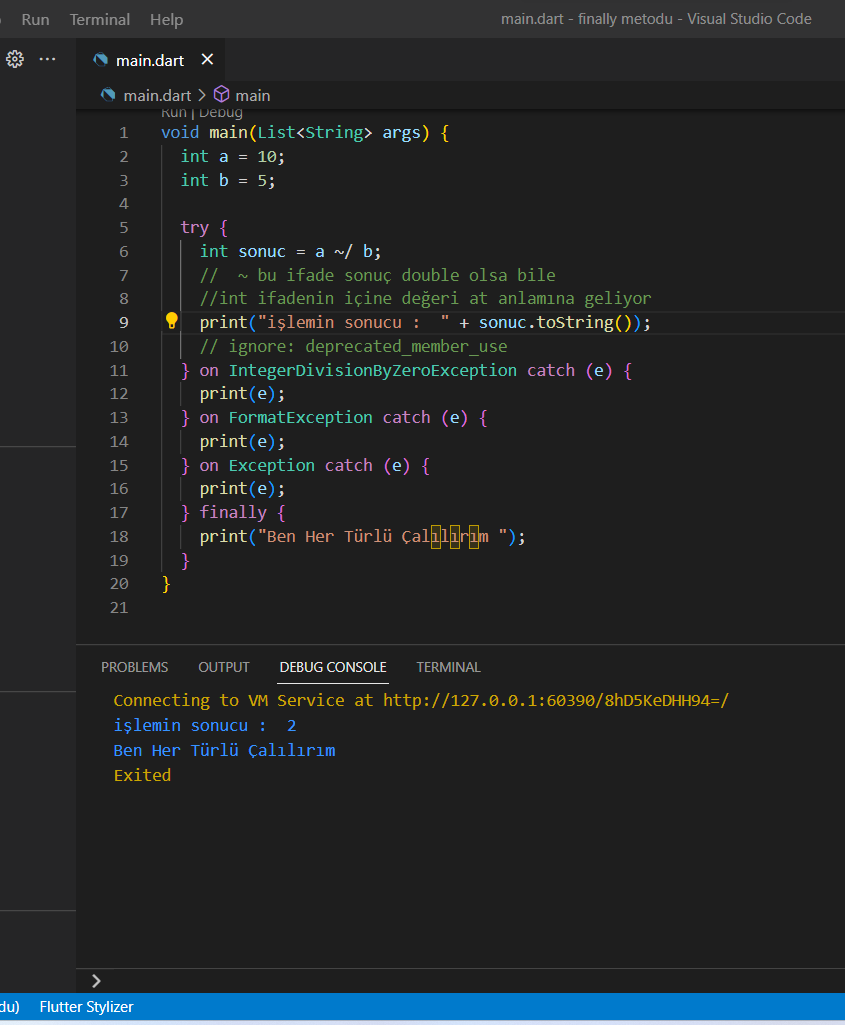 Run Terminal Help main.dart - finally metodu - Visual Studio Code
main.dart
main.dart > main
Run | Debug
1 void main(List<String> args) {
2 int a = 10;
3 int b = 5;
4
5 try {
6 int sonuc = a ~/ b;
7 //  ~ bu ifade sonuç double olsa bile
8 //int ifadenin içine değeri at anlamına geliyor
9 print("işlemin sonucu :  " + sonuc.toString());
10 // ignore: deprecated_member_use
11 } on IntegerDivisionByZeroException catch (e) {
12 print(e);
13 } on FormatException catch (e) {
14 print(e);
15 } on Exception catch (e) {
16 print(e);
17 } finally {
18 print("Ben Her Türlü Çalılırım ");
19 }
20 }
21
PROBLEMS OUTPUT DEBUG CONSOLE TERMINAL
Connecting to VM Service at http://127.0.0.1:60390/8hD5KeDHH94=/
işlemin sonucu :  2
Ben Her Türlü Çalılırım
Exited
>
du) Flutter Stylizer